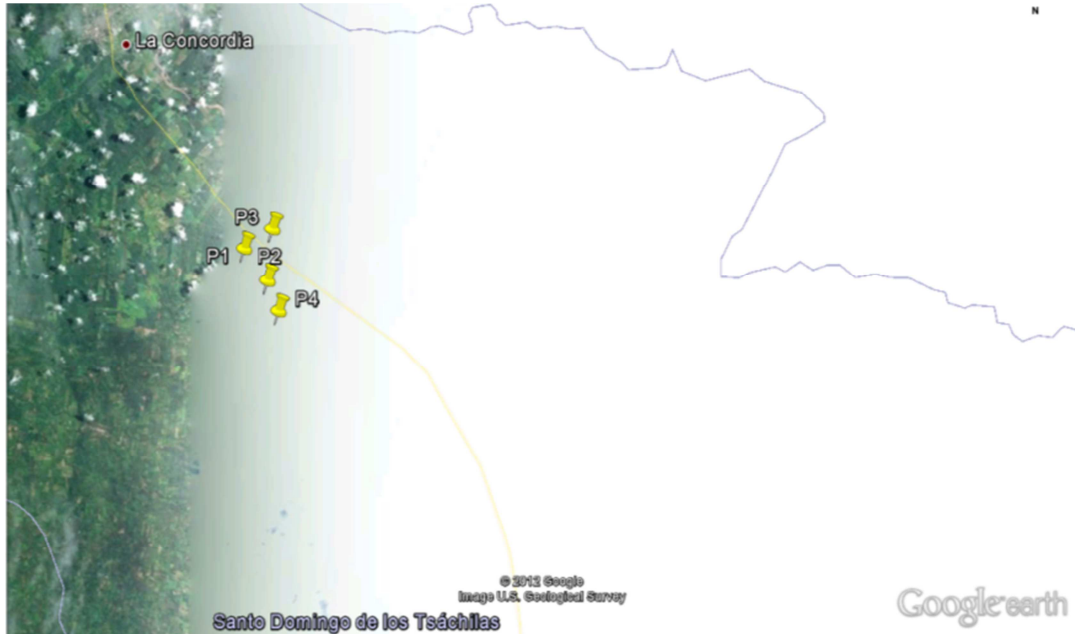 N
La Concordia
P3
P1 P2
P4
© 2012 Google
Image U.S. Geological Survey
Google earth
Santo Domingo de los Tsáchilas